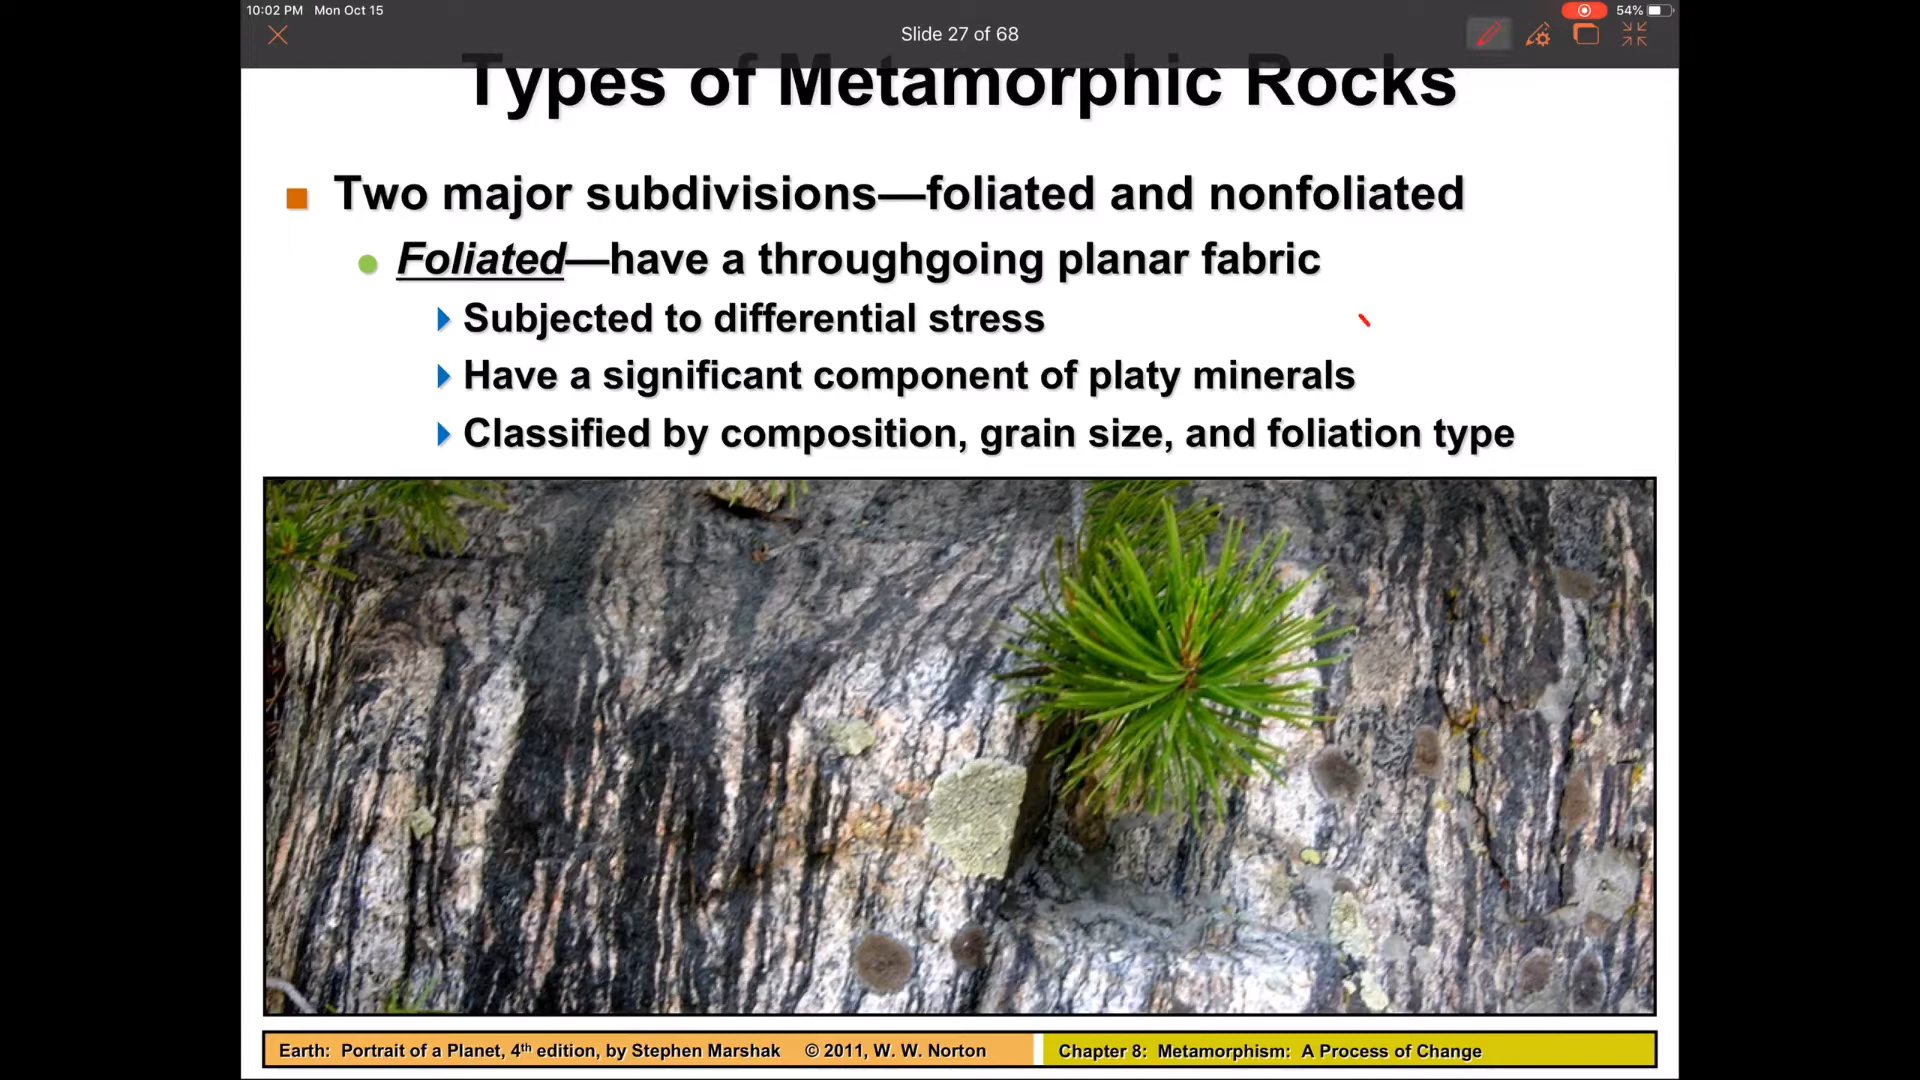 10:02 PM Mon Oct 15
54%
Slide 27 of 68
Types of Metamorphic Rocks
Two major subdivisions—foliated and nonfoliated
Foliated—have a throughgoing planar fabric
Subjected to differential stress
Have a significant component of platy minerals
Classified by composition, grain size, and foliation type
Earth: Portrait of a Planet, 4th edition, by Stephen Marshak © 2011, W. W. Norton
Chapter 8: Metamorphism: A Process of Change